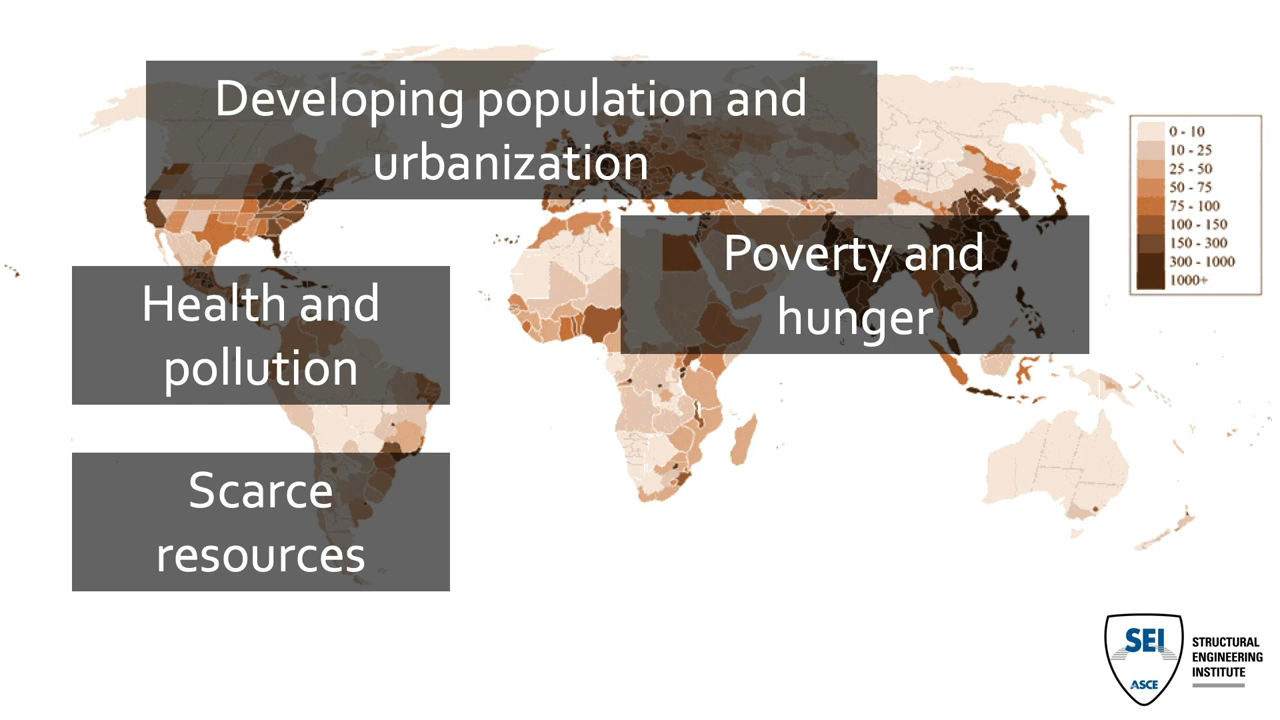 Developing population and
urbanization
Poverty and
hunger
Health and
pollution
Scarce
resources
0 - 10
10 - 25
25 - 50
50 - 75
75 - 100
100 - 150
150 - 300
300 - 1000
1000+
SEI
ASCE
STRUCTURAL
ENGINEERING
INSTITUTE